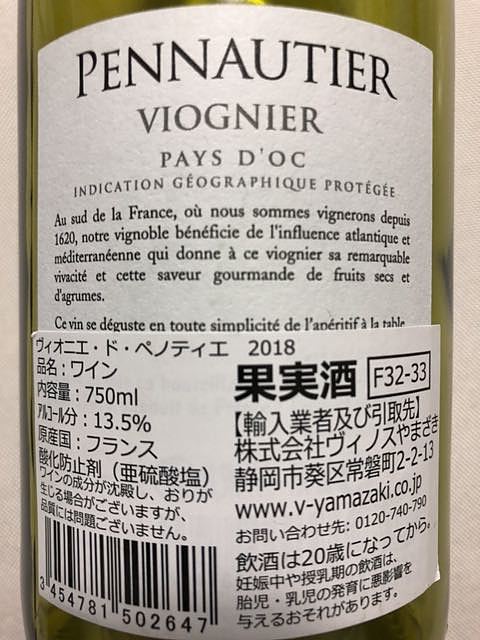 PENNAUTIER
VIOGNIER
PAYS D'OC
INDICATION GÉOGRAPHIQUE PROTÉGÉE
Au sud de la France, où nous sommes vignerons depuis
1620, notre vignoble bénéficie de l'influence atlantique et
méditerranéenne qui donne à ce viognier sa remarquable
vivacité et cette saveur gourmande de fruits secs et
d'agrumes.
Ce vin se déguste en toute simplicité de l'apéritif à la table
ヴィオニエ・ド・ペノティエ 2018
品名:ワイン
内容量:750ml
アルコール分:13.5%
原産国:フランス
酸化防止剤(亜硫酸塩)
ワインの成分が沈殿し、おりが
生じる場合がございますが、
品質には問題ございません。
3 454781 502647
果実酒 F32-33
【輸入業者及び引取先】
株式会社ヴィノスやまざき
静岡市葵区常磐町2-2-13
www.v-yamazaki.co.jp
お問い合わせ先: 0120-740-790
飲酒は20歳になってから。
妊娠中や授乳期の飲酒は、
胎児・乳児の発育に悪影響を
与えるおそれがあります。